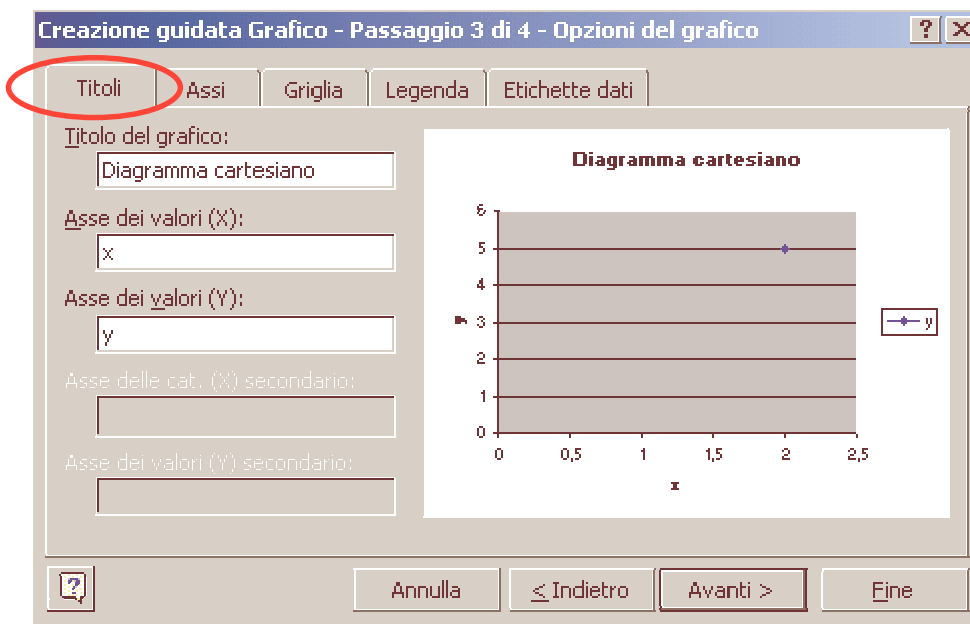 Creazione guidata Grafico - Passaggio 3 di 4 - Opzioni del grafico
Titoli Assi Griglia Legenda Etichette dati
Titolo del grafico:
Diagramma cartesiano
Asse dei valori (X):
x
Asse dei valori (Y):
y
Asse delle cat. (X) secondario:
Asse dei valori (Y) secondario:
Diagramma cartesiano
6
5
4
3
2
1
0
y
0 0,5 1 1,5 2 2,5
x
y
Annulla < Indietro Avanti > Fine